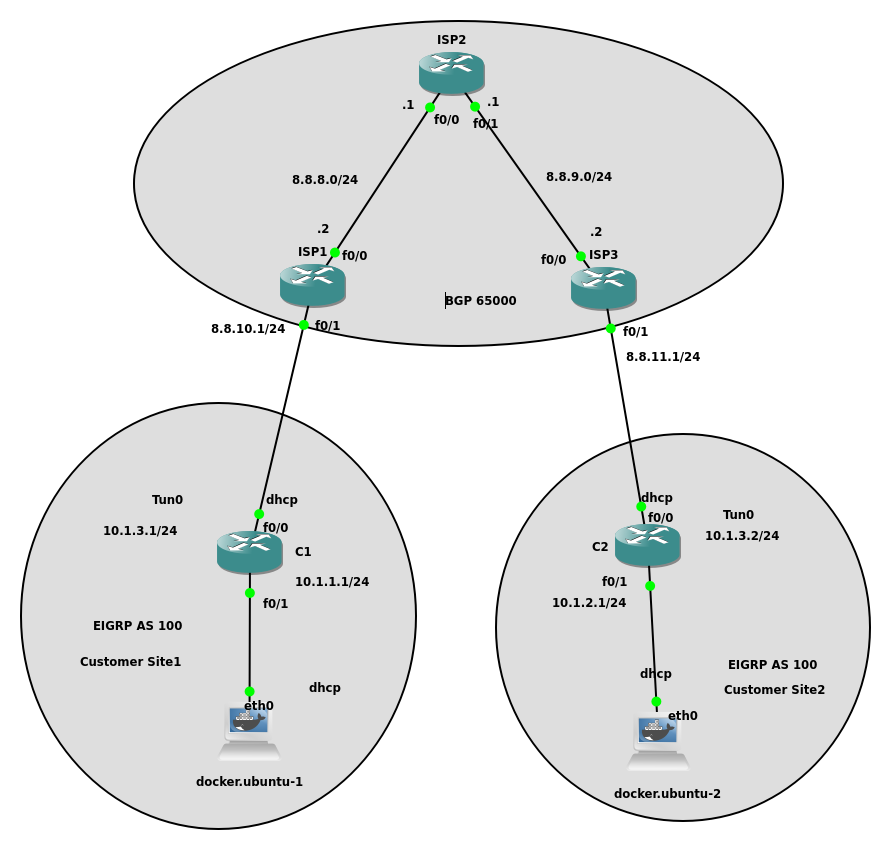 ISP2
.1
.1
f0/0
f0/1
8.8.8.0/24
8.8.9.0/24
.2
.2
ISP1
f0/0
f0/0
ISP3
BGP 65000
8.8.10.1/24
f0/1
f0/1
8.8.11.1/24
Tun0
dhcp
10.1.3.1/24
f0/0
C1
10.1.1.1/24
f0/1
EIGRP AS 100
Customer Site1
dhcp
eth0
docker.ubuntu-1
dhcp
f0/0
Tun0
10.1.3.2/24
C2
f0/1
10.1.2.1/24
EIGRP AS 100
dhcp
Customer Site2
eth0
docker.ubuntu-2